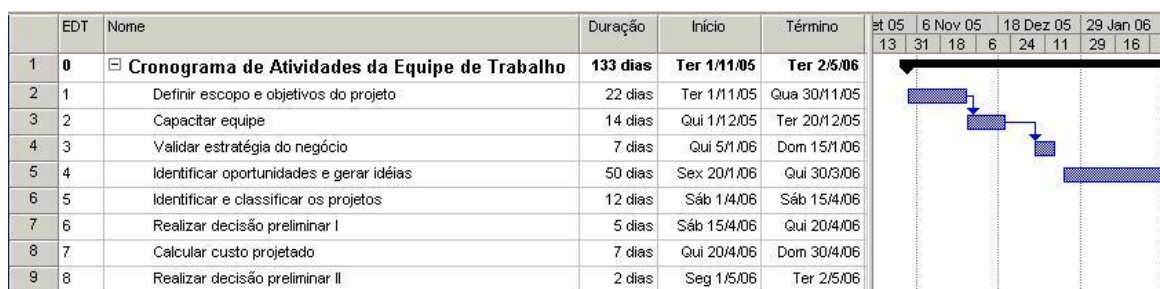 EDT Nome Duração Início Término et 05 6 Nov 05 18 Dez 05 29 Jan 06
13 31 18 6 24 11 29 16
1 0 Cronograma de Atividades da Equipe de Trabalho 133 dias Ter 1/11/05 Ter 2/5/06
2 1 Definir escopo e objetivos do projeto 22 dias Ter 1/11/05 Qua 30/11/05
3 2 Capacitar equipe 14 dias Qui 1/12/05 Ter 20/12/05
4 3 Validar estratégia do negócio 7 dias Qui 5/1/06 Dom 15/1/06
5 4 Identificar oportunidades e gerar idéias 50 dias Sex 20/1/06 Qui 30/3/06
6 5 Identificar e classificar os projetos 12 dias Sáb 1/4/06 Sáb 15/4/06
7 6 Realizar decisão preliminar I 5 dias Sáb 15/4/06 Qui 20/4/06
8 7 Calcular custo projetado 7 dias Qui 20/4/06 Dom 30/4/06
9 8 Realizar decisão preliminar II 2 dias Seg 1/5/06 Ter 2/5/06